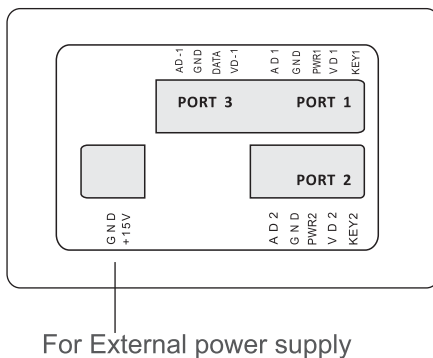 AD-1 GND DATA VD-1 AD1 GND PWR1 VD1 KEY1
PORT 3 PORT 1
PORT 2
GND +15V AD2 GND PWR2 VD2 KEY2
For External power supply